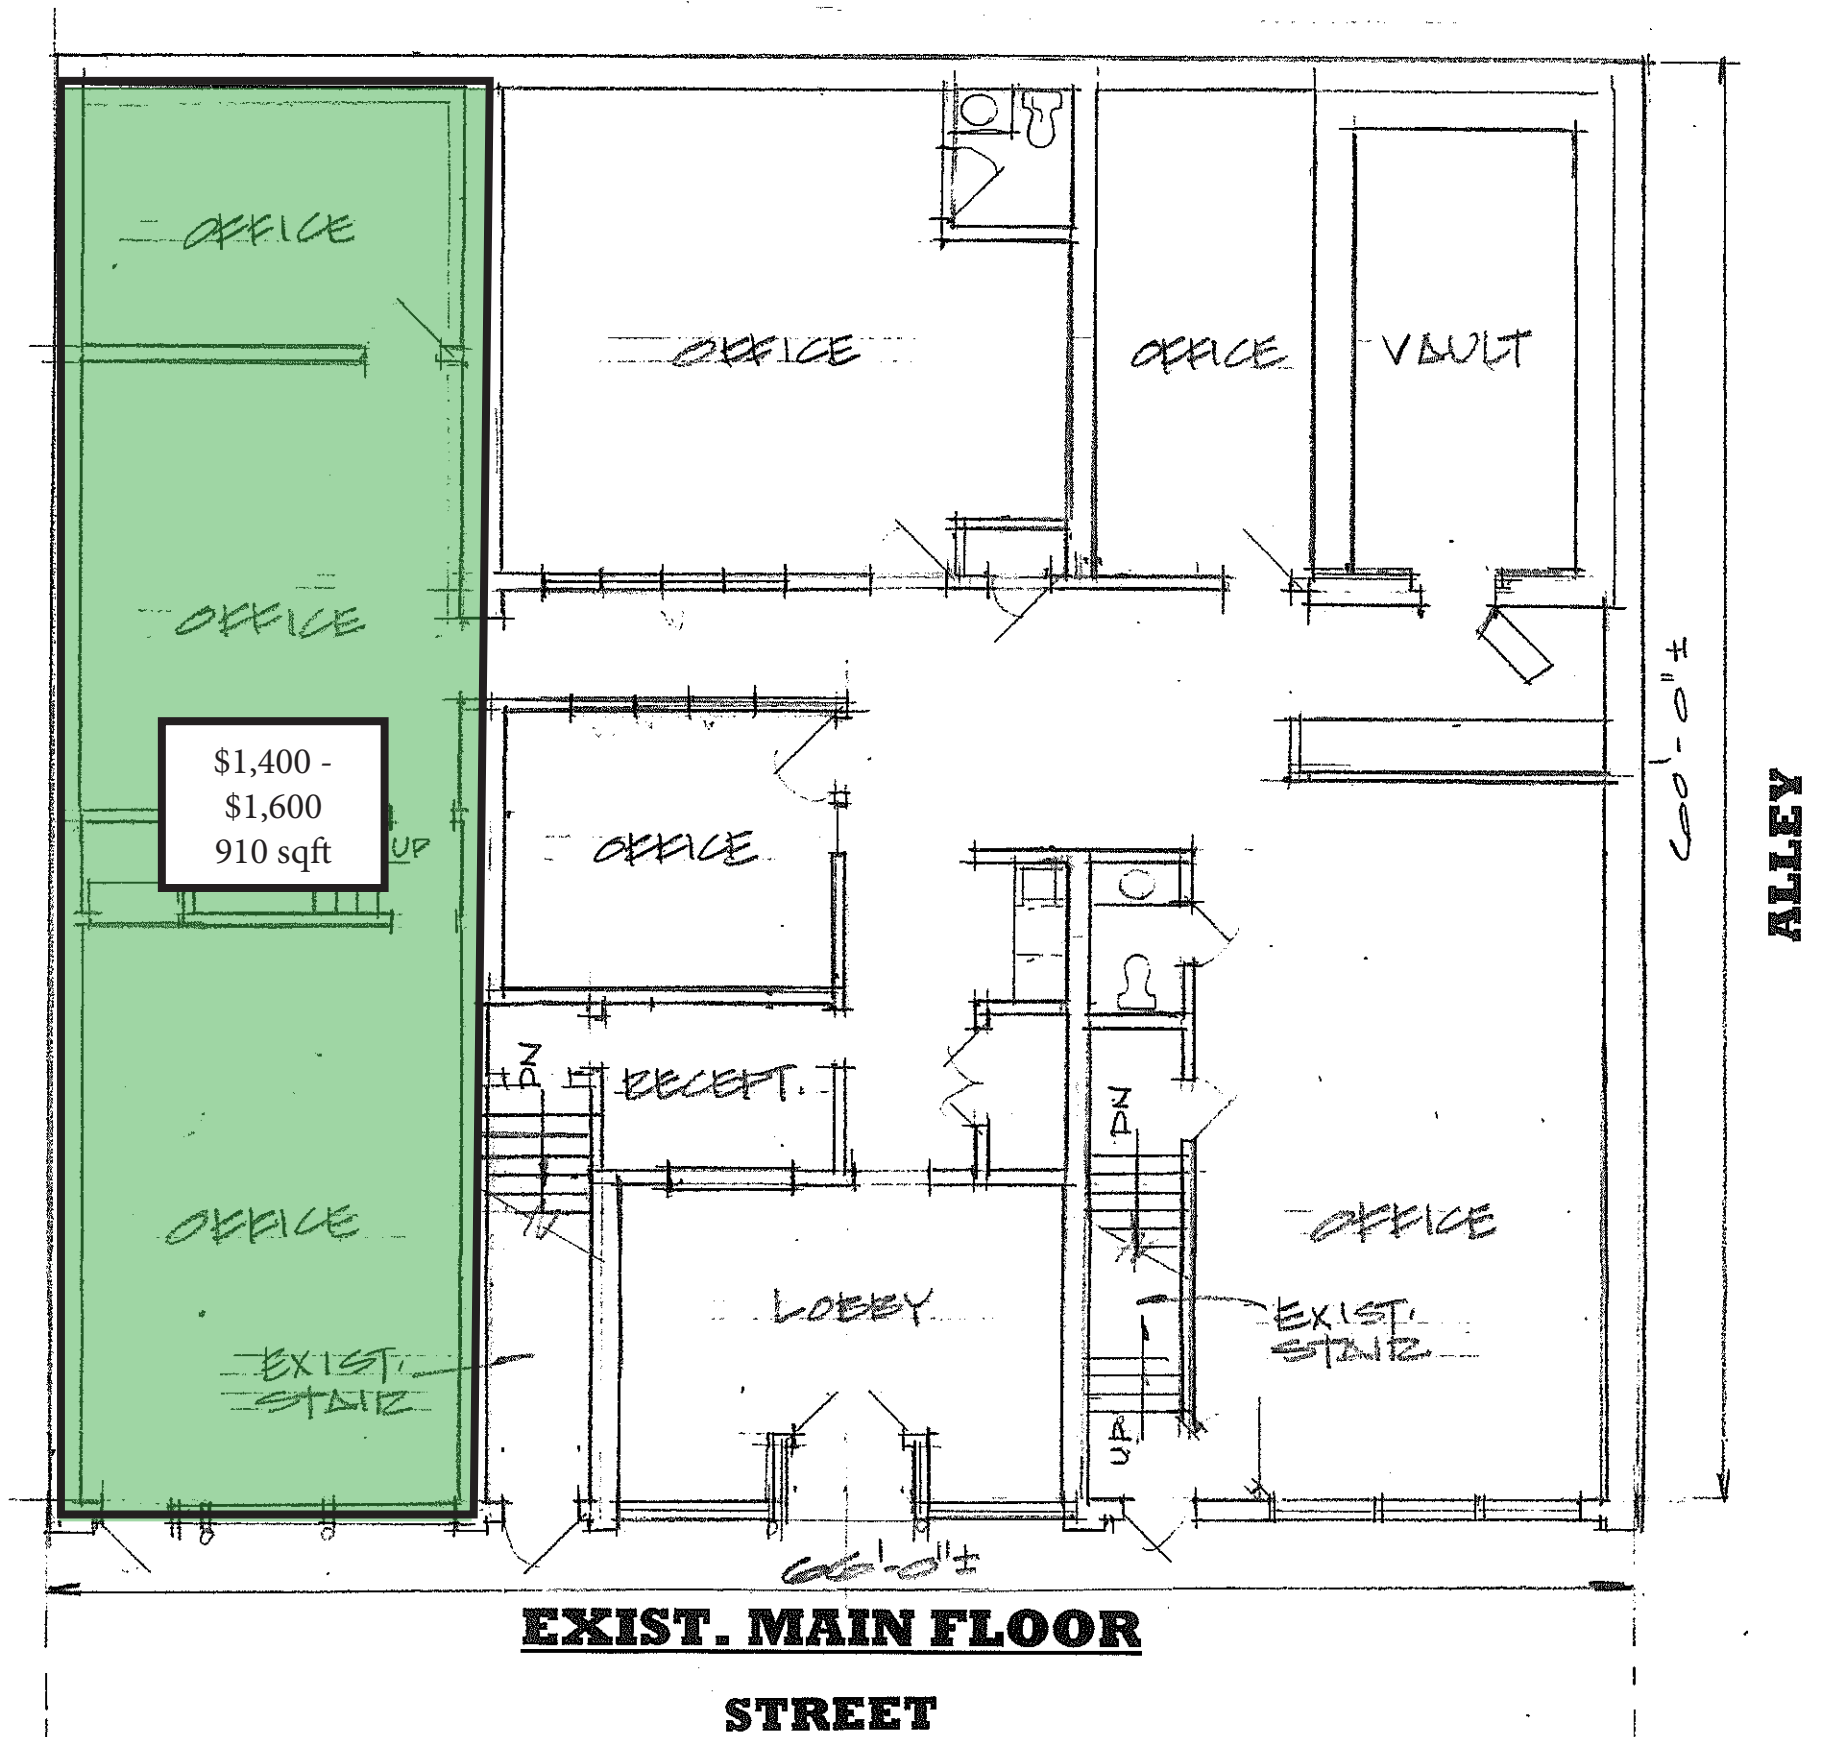 OFFICE
OFFICE
OFFICE
VAULT
OFFICE
60'-0"±
ALLEY
$1,400 -
$1,600
910 sqft
UP
OFFICE
DN
RECEPT.
DN
OFFICE
OFFICE
LOBBY
EXIST.
STAIR
EXIST.
STAIR
UP
66'-0"±
EXIST. MAIN FLOOR
STREET